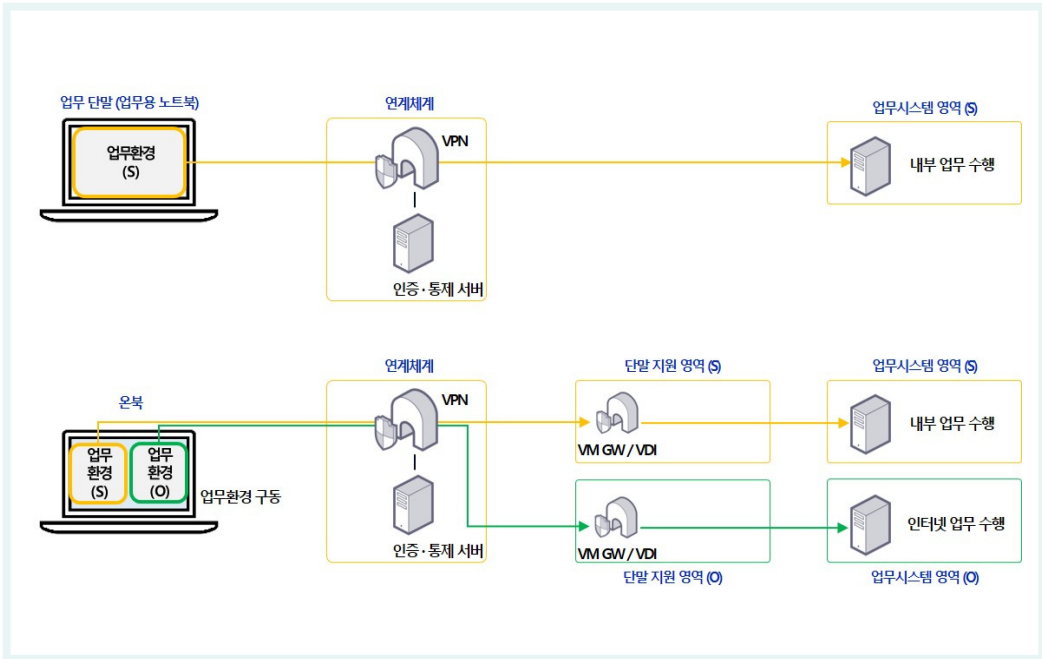 업무 단말 (업무용 노트북)
연계체계
업무시스템 영역 (S)
업무환경
(S)
VPN
내부 업무 수행
인증·통제 서버
연계체계
단말 지원 영역 (S)
업무시스템 영역 (S)
온북
VPN
업무
환경
(S)
업무
환경
(O)
업무환경 구동
VM GW / VDI
내부 업무 수행
인증·통제 서버
VM GW / VDI
인터넷 업무 수행
단말 지원 영역 (O)
업무시스템 영역 (O)